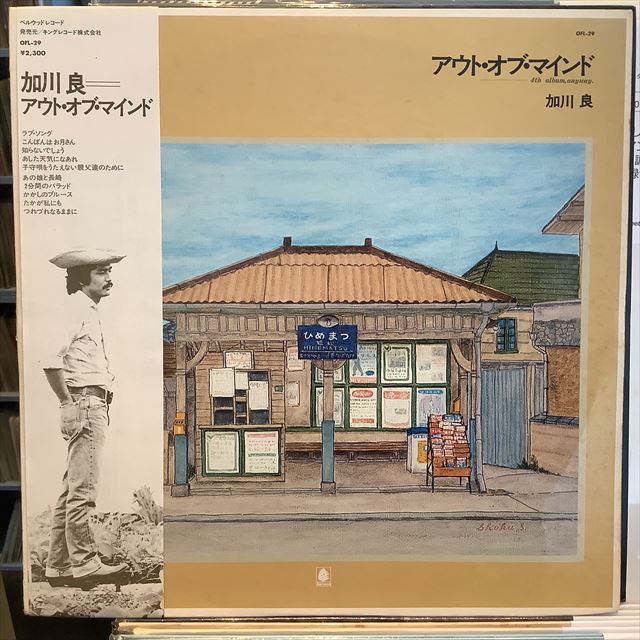 ベルウッドレコード
発売元／キングレコード株式会社
OFL-29
¥2,300
加川 良
アウト・オブ・マインド
ラブ・ソング
こんばんは お月さん
知らないでしょう
あした天気になあれ
子守唄をうたえない親父達のために
あの娘と長崎
2分間のバラッド
かかしのブルース
たかが私にも
つれづれなるままに
OFL-29
アウト・オブ・マインド
4th album, anyway.
加川 良
ひめまつ
姫松
HIMEMATSU
Shoku S.